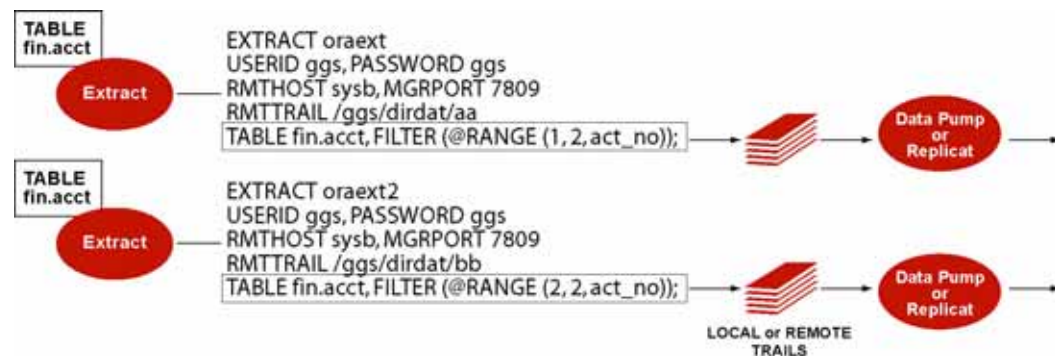 TABLE
fin.acct
Extract
EXTRACT oraext
USERID ggs, PASSWORD ggs
RMTHOST sysb, MGRPORT 7809
RMTTRAIL /ggs/dirdat/aa
TABLE fin.acct, FILTER (@RANGE (1, 2, act_no));
Data Pump
or
Replicat
TABLE
fin.acct
Extract
EXTRACT oraext2
USERID ggs, PASSWORD ggs
RMTHOST sysb, MGRPORT 7809
RMTTRAIL /ggs/dirdat/bb
TABLE fin.acct, FILTER (@RANGE (2, 2, act_no));
Data Pump
or
Replicat
LOCAL or REMOTE
TRAILS